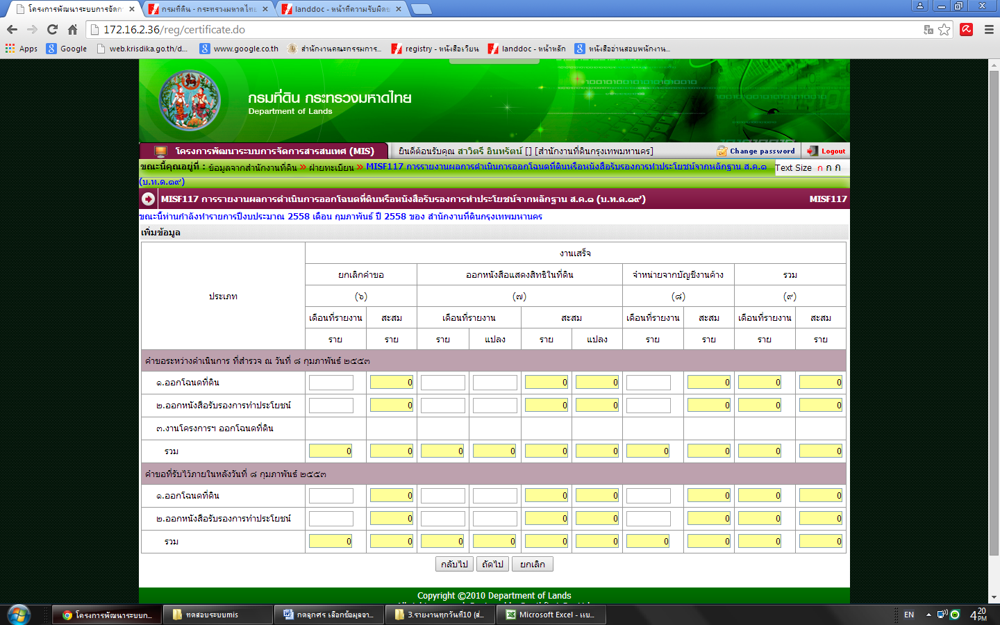 โครงการพัฒนาระบบการจัดก
กรมที่ดิน - กระทรวงมหาดไทย
landdoc - หน้าที่ความรับผิดช
172.16.2.36/reg/certificate.do
Apps Google web.krisdika.go.th/d... www.google.co.th สำนักงานคณะกรรมการ... registry - หนังสือเวียน landdoc - หน้าหลัก หนังสืออ่านสอบพนักงาน...
กรมที่ดิน กระทรวงมหาดไทย
Department of Lands
โครงการพัฒนาระบบการจัดการสารสนเทศ (MIS) ยินดีต้อนรับคุณ สาวิตรี อินทรัตน์ [] [สำนักงานที่ดินกรุงเทพมหานคร] Change password Logout
ขณะนี้คุณอยู่ที่ : ข้อมูลจากสำนักงานที่ดิน » ฝ่ายทะเบียน » MISF117 การรายงานผลการดำเนินการออกโฉนดที่ดินหรือหนังสือรับรองการทำประโยชน์จากหลักฐาน ส.ค.๑ Text Size ก ก ก
(บ.ท.ด.๑๙)
MISF117 การรายงานผลการดำเนินการออกโฉนดที่ดินหรือหนังสือรับรองการทำประโยชน์จากหลักฐาน ส.ค.๑ (บ.ท.ด.๑๙) MISF117
ขณะนี้ท่านกำลังทำรายการปีงบประมาณ 2558 เดือน กุมภาพันธ์ ปี 2558 ของ สำนักงานที่ดินกรุงเทพมหานคร
เพิ่มข้อมูล
งานเสร็จ
ยกเลิกคำขอ ออกหนังสือแสดงสิทธิในที่ดิน จำหน่ายจากบัญชีงานค้าง รวม
ประเภท (๖) (๗) (๘) (๙)
เดือนที่รายงาน สะสม เดือนที่รายงาน สะสม เดือนที่รายงาน สะสม เดือนที่รายงาน สะสม
ราย ราย ราย แปลง ราย แปลง ราย ราย ราย ราย
คำขอระหว่างดำเนินการ ที่สำรวจ ณ วันที่ ๘ กุมภาพันธ์ ๒๕๕๓
๑.ออกโฉนดที่ดิน 0 0 0 0 0 0
๒.ออกหนังสือรับรองการทำประโยชน์ 0 0 0 0 0 0
๓.งานโครงการฯ ออกโฉนดที่ดิน
รวม 0 0 0 0 0 0 0 0 0 0
คำขอที่รับไว้ภายในหลังวันที่ ๘ กุมภาพันธ์ ๒๕๕๓
๑.ออกโฉนดที่ดิน 0 0 0 0 0 0
๒.ออกหนังสือรับรองการทำประโยชน์ 0 0 0 0 0 0
รวม 0 0 0 0 0 0 0 0 0 0
กลับไป ถัดไป ยกเลิก
Copyright ©2010 Department of Lands
โครงการพัฒนาระบบก... ทดสอบระบบmis กดลูกศร เลือกข้อมูลจา... 3.รายงานทุกวันที่10 (ส่... Microsoft Excel - แบ... EN 4 20 PM